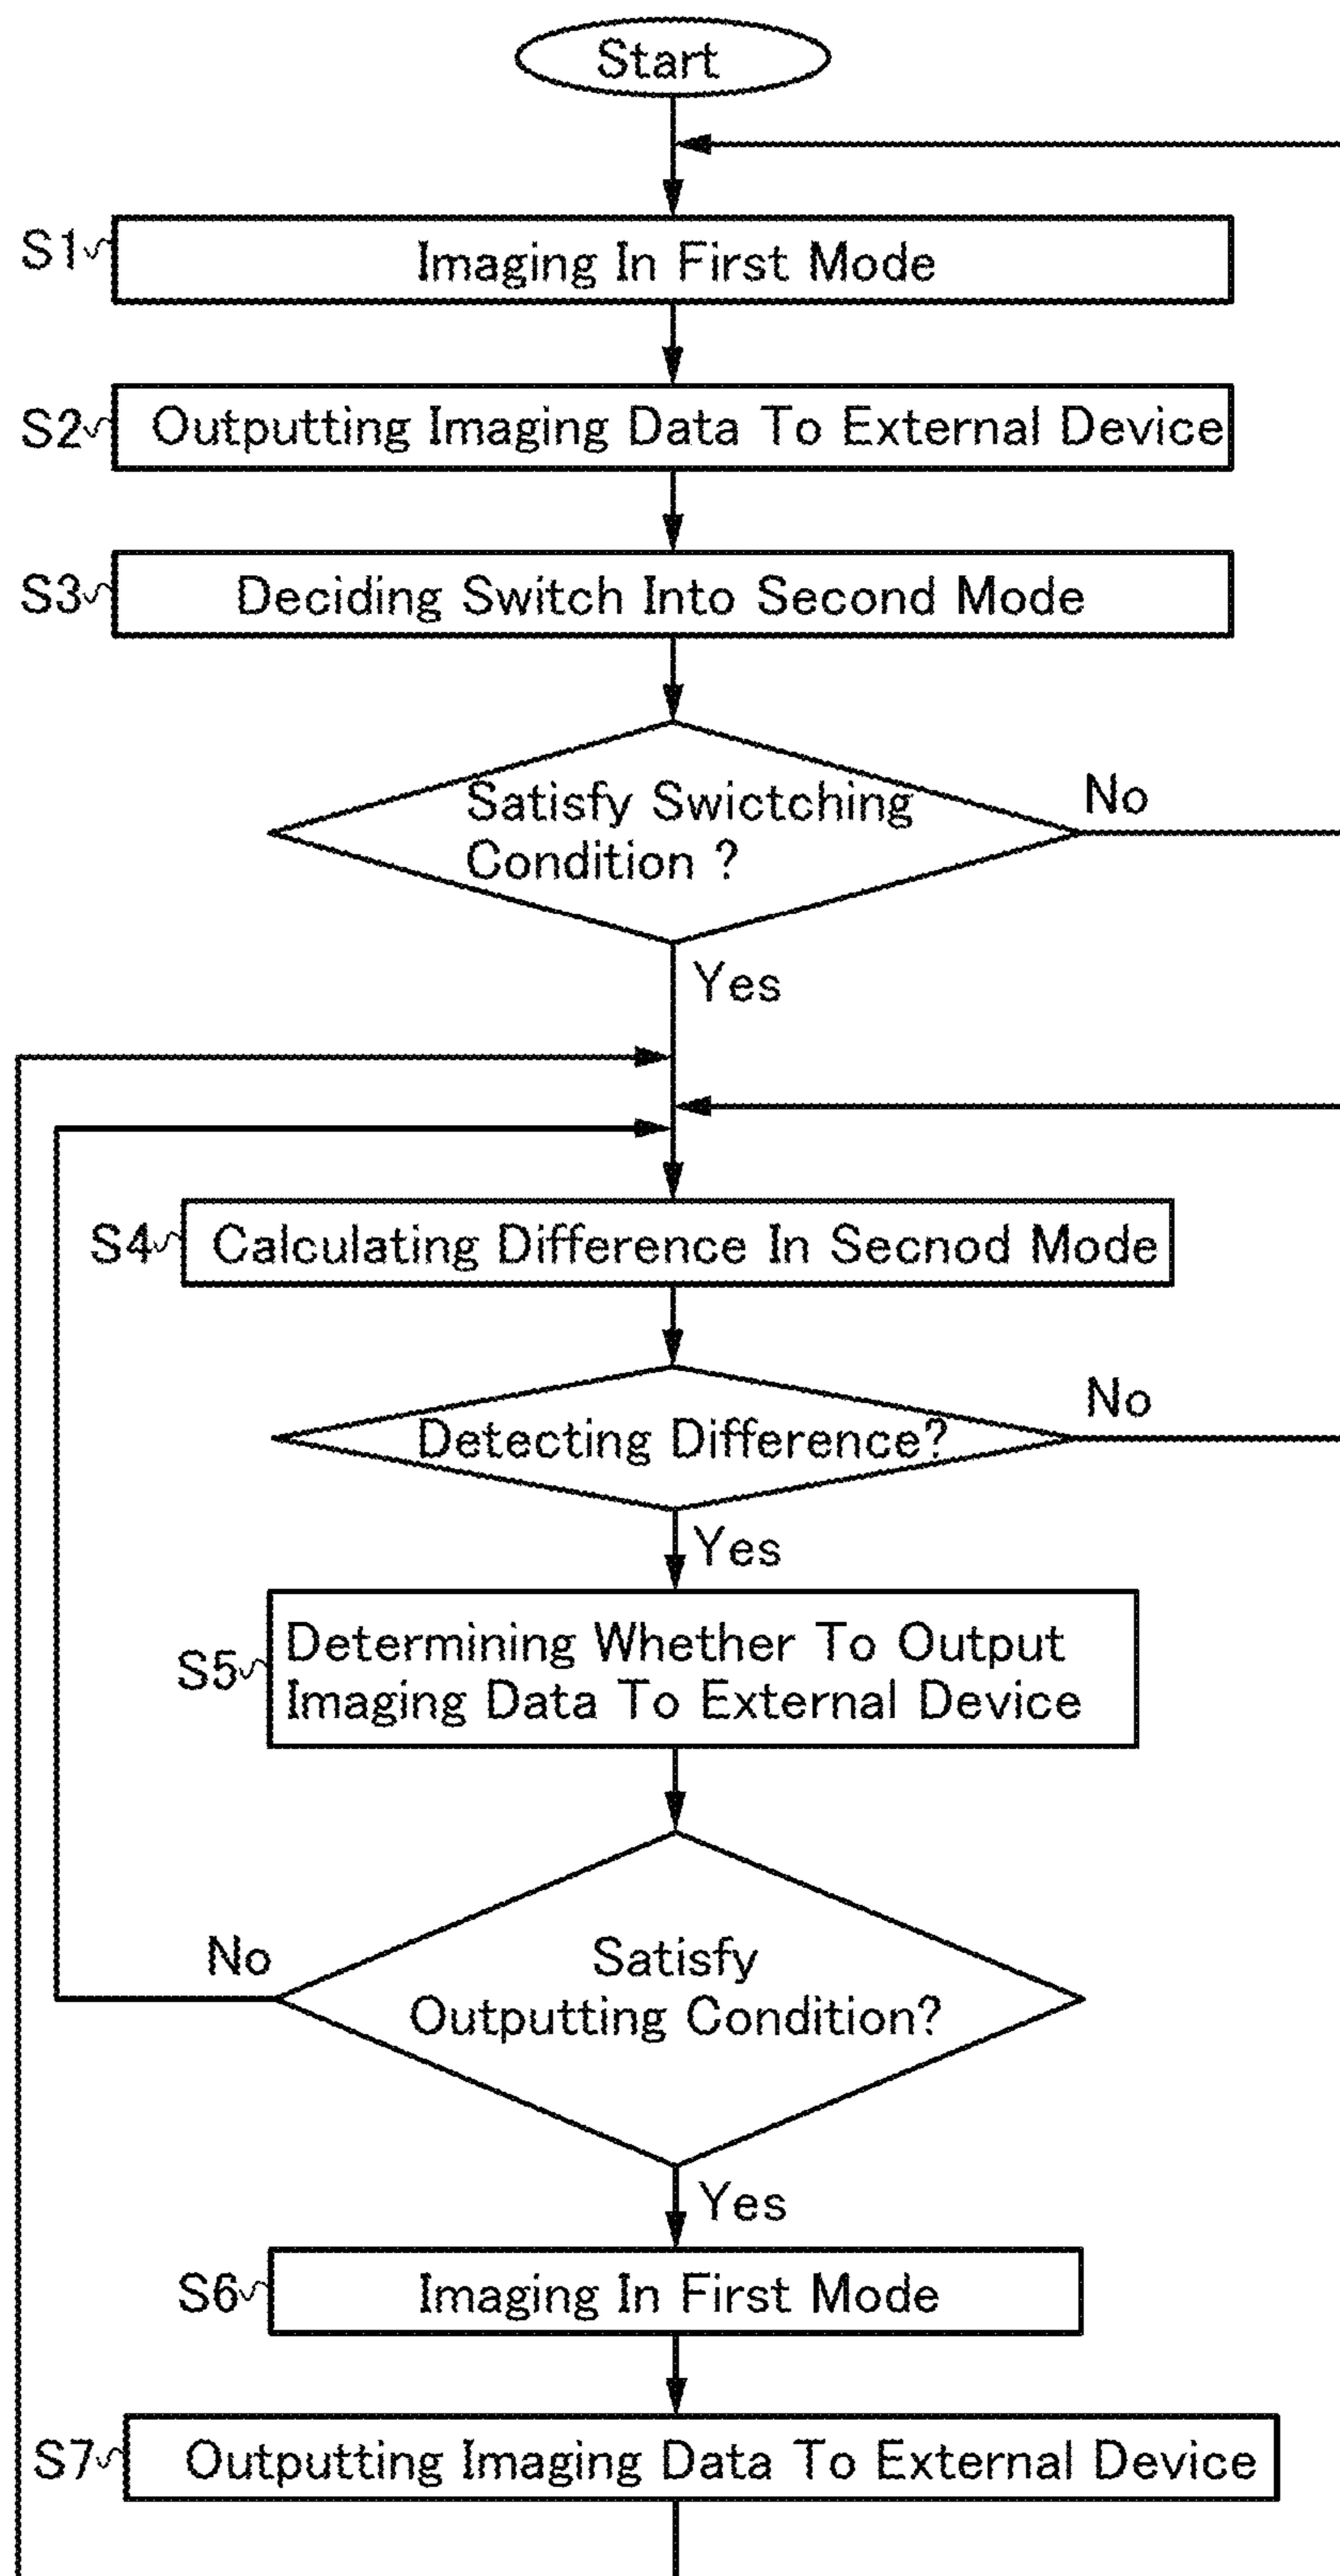 Start
S1
Imaging In First Mode
S2
Outputting Imaging Data To External Device
S3
Deciding Switch Into Second Mode
Satisfy Swictching
Condition ?
No
Yes
S4
Calculating Difference In Secnod Mode
Detecting Difference?
No
Yes
S5
Determining Whether To Output
Imaging Data To External Device
No
Satisfy
Outputting Condition?
Yes
S6
Imaging In First Mode
S7
Outputting Imaging Data To External Device